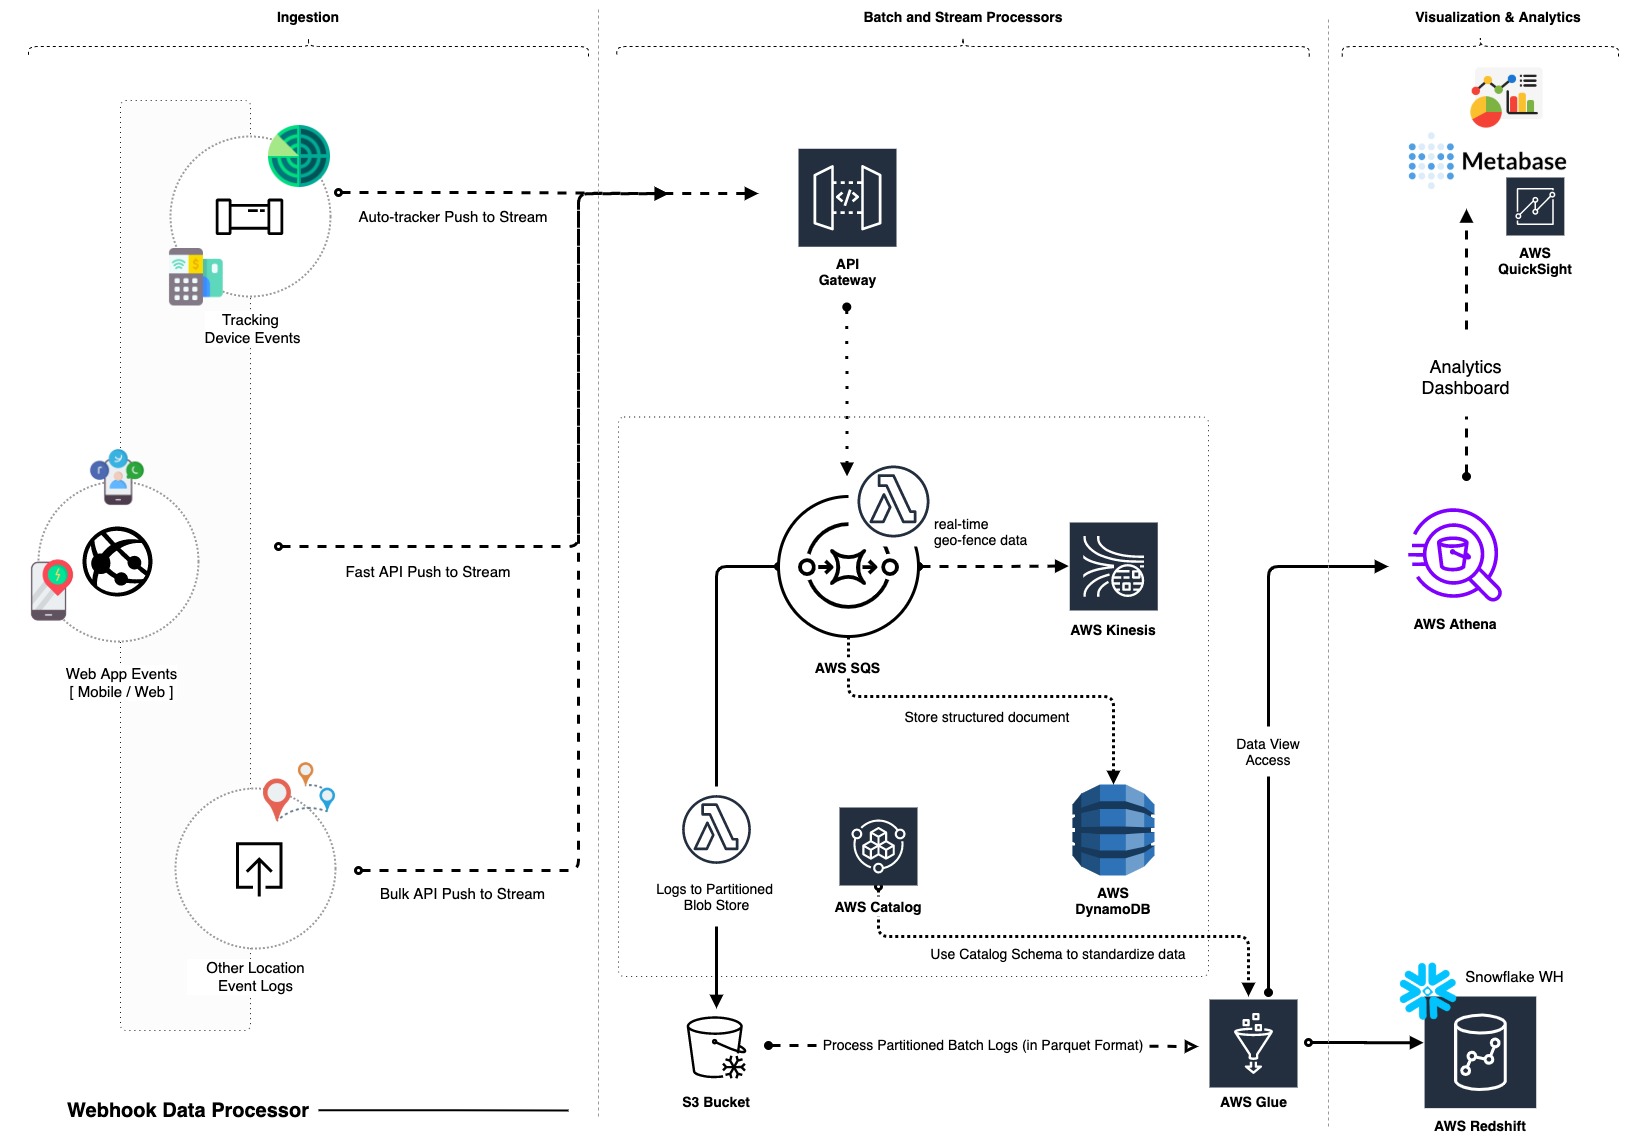 Ingestion
Batch and Stream Processors
Visualization & Analytics
Metabase
AWS
QuickSight
Auto-tracker Push to Stream
API
Gateway
Tracking
Device Events
Analytics
Dashboard
real-time
geo-fence data
Fast API Push to Stream
AWS Kinesis
AWS Athena
Web App Events
[ Mobile / Web ]
AWS SQS
Store structured document
Data View
Access
Logs to Partitioned
Blob Store
AWS Catalog
AWS
DynamoDB
Bulk API Push to Stream
Use Catalog Schema to standardize data
Other Location
Event Logs
Snowflake WH
Process Partitioned Batch Logs (in Parquet Format)
S3 Bucket
AWS Glue
AWS Redshift
Webhook Data Processor